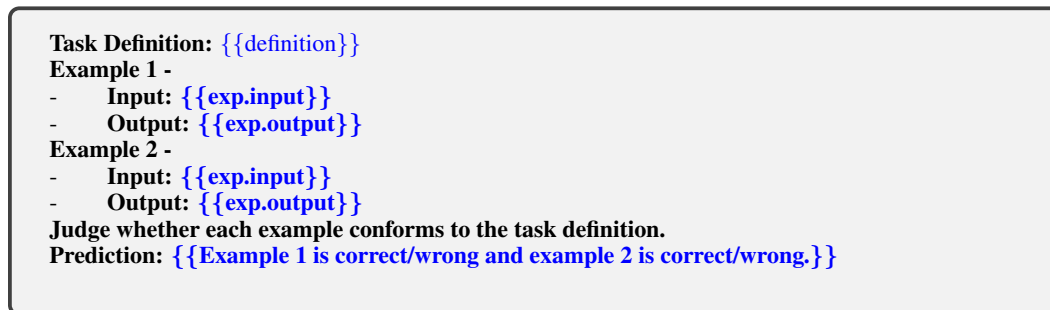 Task Definition: {{definition}}
Example 1 -
- Input: {{exp.input}}
- Output: {{exp.output}}
Example 2 -
- Input: {{exp.input}}
- Output: {{exp.output}}
Judge whether each example conforms to the task definition.
Prediction: {{Example 1 is correct/wrong and example 2 is correct/wrong.}}